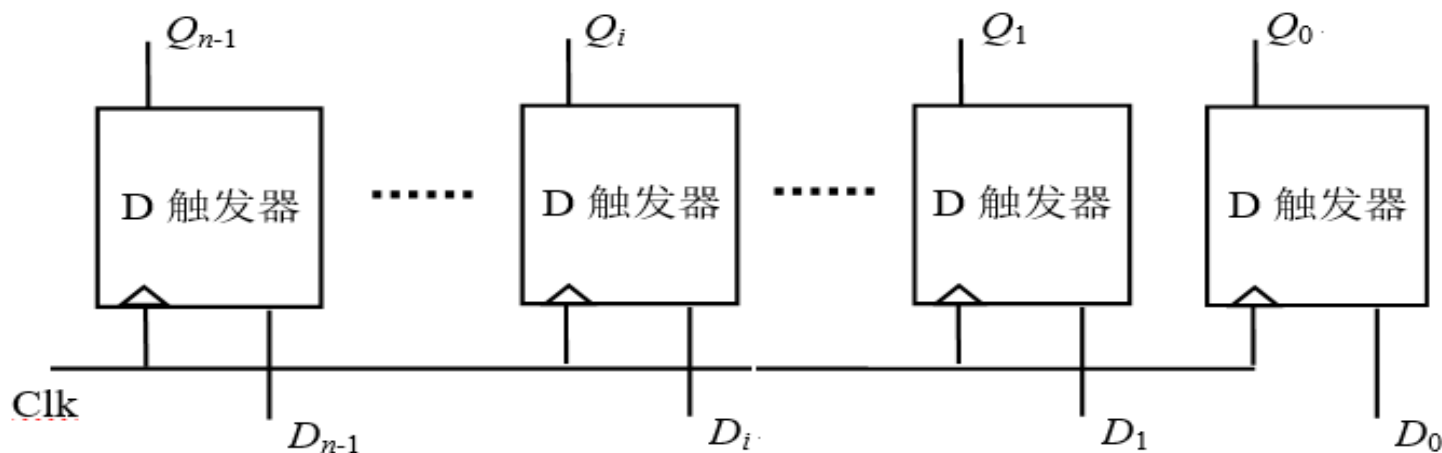 Qn-1 Qi Q1 Q0
D 触发器 ...... D 触发器 ...... D 触发器 D 触发器
Clk
Dn-1 Di D1 D0